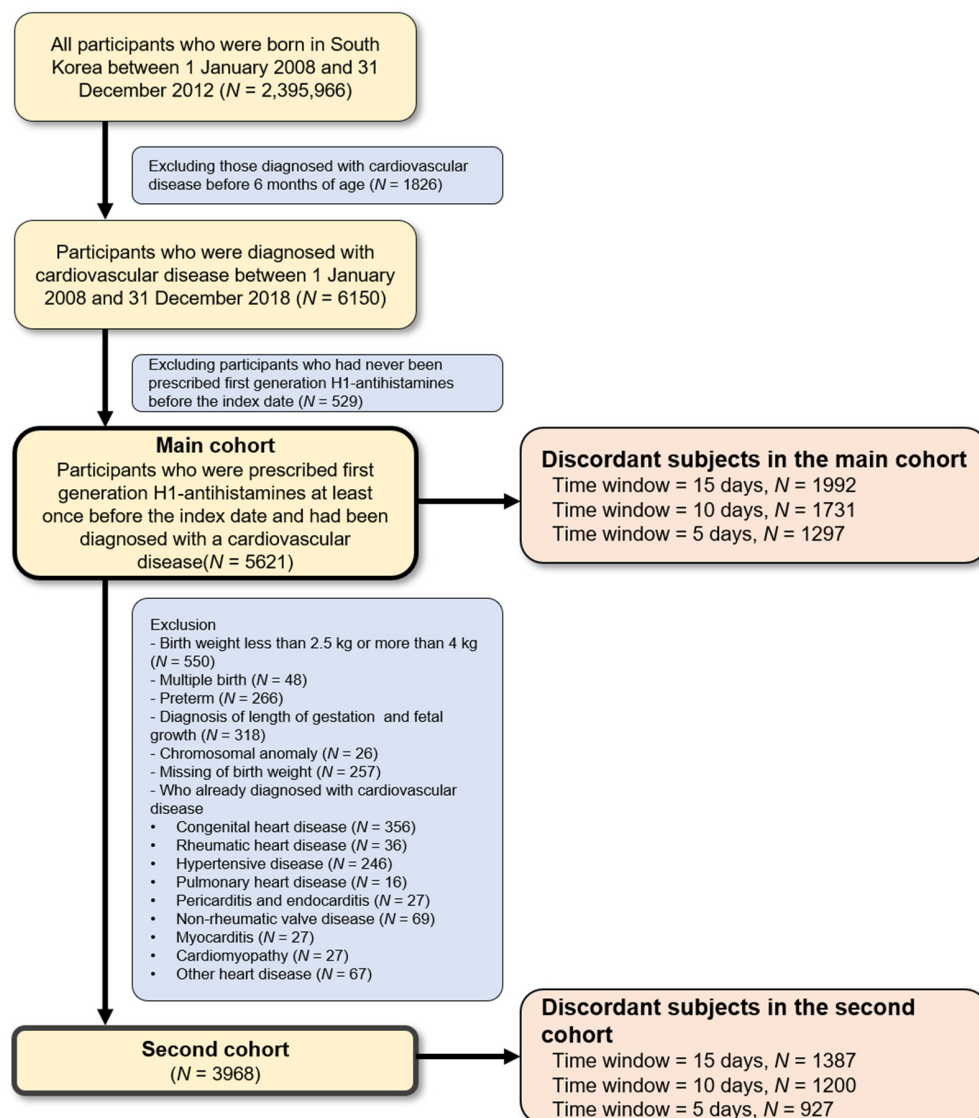 All participants who were born in South
Korea between 1 January 2008 and 31
December 2012 (N = 2,395,966)
Excluding those diagnosed with cardiovascular
disease before 6 months of age (N = 1826)
Participants who were diagnosed with
cardiovascular disease between 1 January
2008 and 31 December 2018 (N = 6150)
Excluding participants who had never been
prescribed first generation H1-antihistamines
before the index date (N = 529)
Main cohort
Participants who were prescribed first
generation H1-antihistamines at least
once before the index date and had been
diagnosed with a cardiovascular
disease(N = 5621)
Discordant subjects in the main cohort
Time window = 15 days, N = 1992
Time window = 10 days, N = 1731
Time window = 5 days, N = 1297
Exclusion
- Birth weight less than 2.5 kg or more than 4 kg
(N = 550)
- Multiple birth (N = 48)
- Preterm (N = 266)
- Diagnosis of length of gestation  and fetal
growth (N = 318)
- Chromosomal anomaly (N = 26)
- Missing of birth weight (N = 257)
- Who already diagnosed with cardiovascular
disease
• Congenital heart disease (N = 356)
• Rheumatic heart disease (N = 36)
• Hypertensive disease (N = 246)
• Pulmonary heart disease (N = 16)
• Pericarditis and endocarditis (N = 27)
• Non-rheumatic valve disease (N = 69)
• Myocarditis (N = 27)
• Cardiomyopathy (N = 27)
• Other heart disease (N = 67)
Second cohort
(N = 3968)
Discordant subjects in the second
cohort
Time window = 15 days, N = 1387
Time window = 10 days, N = 1200
Time window = 5 days, N = 927